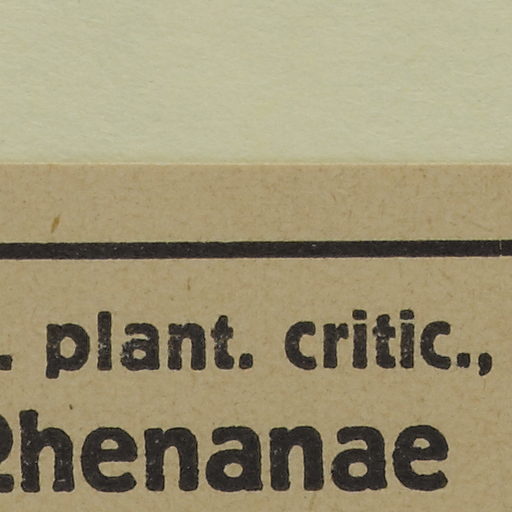 . plant. critic.,
Rhenanae